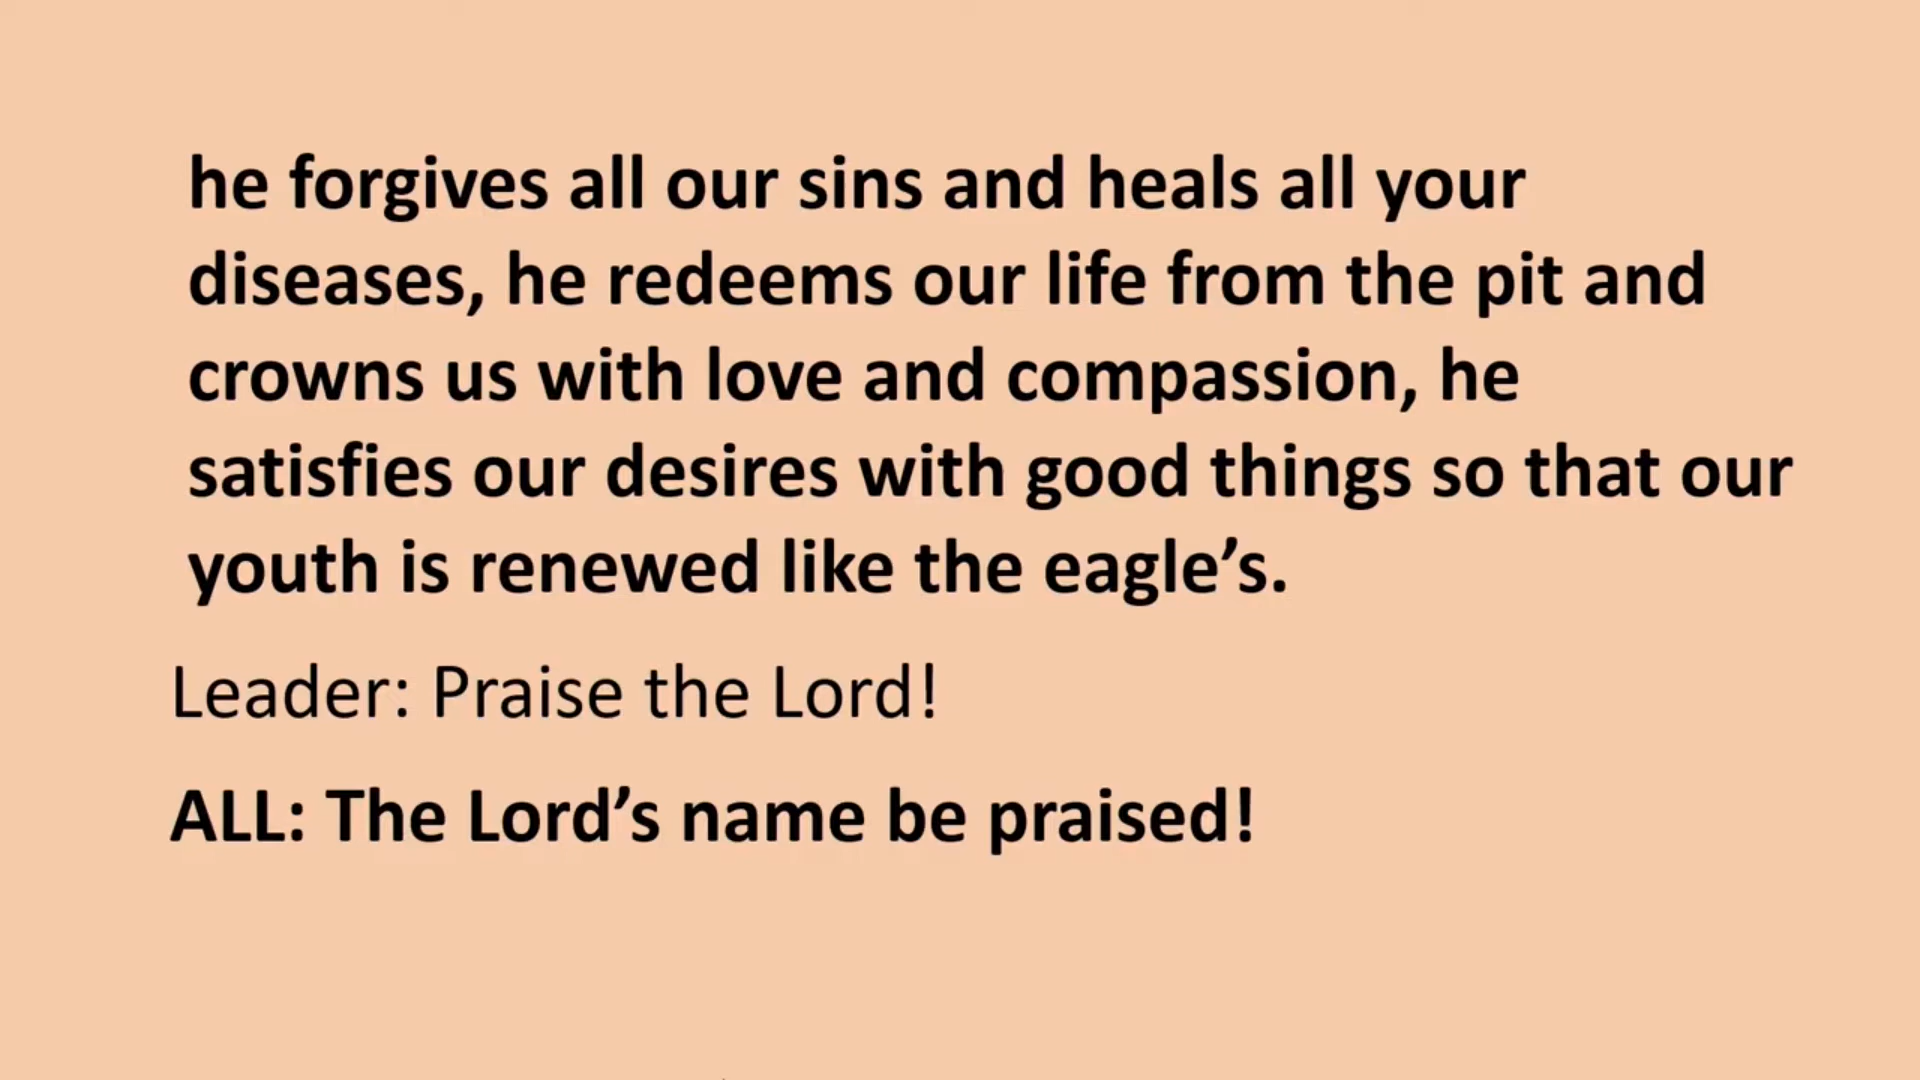 he forgives all our sins and heals all your
diseases, he redeems our life from the pit and
crowns us with love and compassion, he
satisfies our desires with good things so that our
youth is renewed like the eagle’s.
Leader: Praise the Lord!
ALL: The Lord’s name be praised!